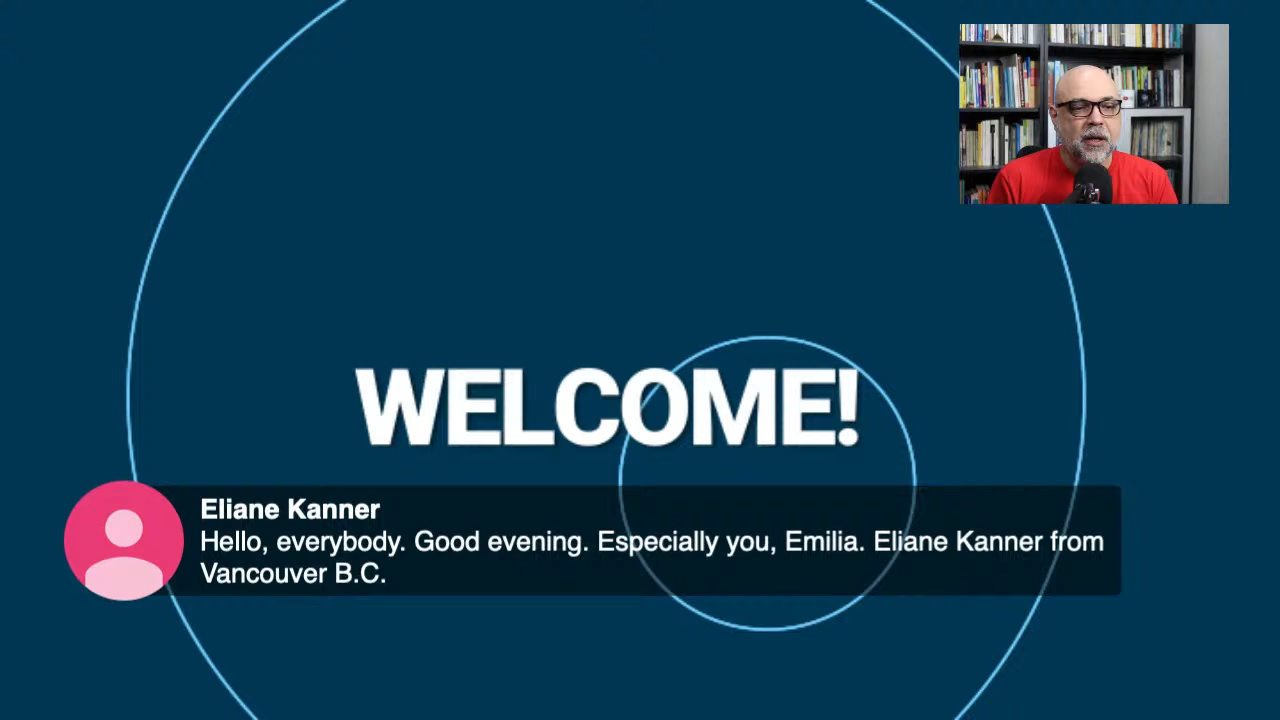 WELCOME!
Eliane Kanner
Hello, everybody. Good evening. Especially you, Emilia. Eliane Kanner from
Vancouver B.C.